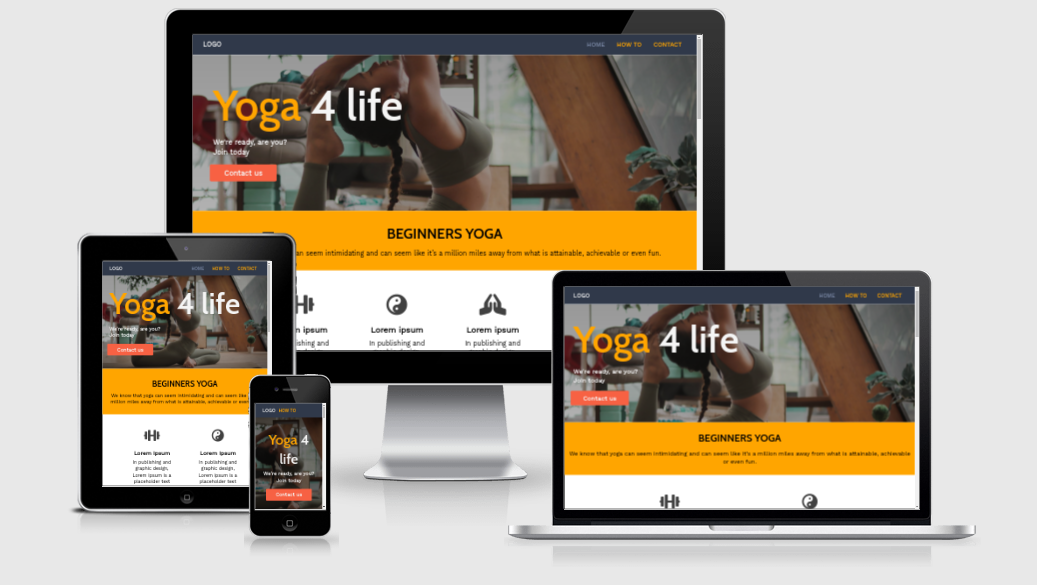 LOGO
HOME HOW TO CONTACT
Yoga 4 life
We're ready, are you?
Join today
Contact us
BEGINNERS YOGA
can seem intimidating and can seem like it's a million miles away from what is attainable, achievable or even fun.
m ipsum
Lorem ipsum
Lorem ipsum
ishing and
In publishing and
In publishing and
graphic design,
graphic design,
LOGO
HOME HOW TO CONTACT
Yoga 4 life
We're ready, are you?
Join today
Contact us
BEGINNERS YOGA
We know that yoga can seem intimidating and can seem like
million miles away from what is attainable, achievable or even
Lorem ipsum
Lorem ipsum
In publishing and
graphic design,
Lorem ipsum is a
placeholder text
In publishing and
graphic design,
Lorem ipsum is a
placeholder text
LOGO HOW TO
Yoga 4
life
We're ready, are you?
Join today
Contact us
LOGO
HOME HOW TO CONTACT
Yoga 4 life
We're ready, are you?
Join today
Contact us
BEGINNERS YOGA
We know that yoga can seem intimidating and can seem like it's a million miles away from what is attainable, achievable
or even fun.